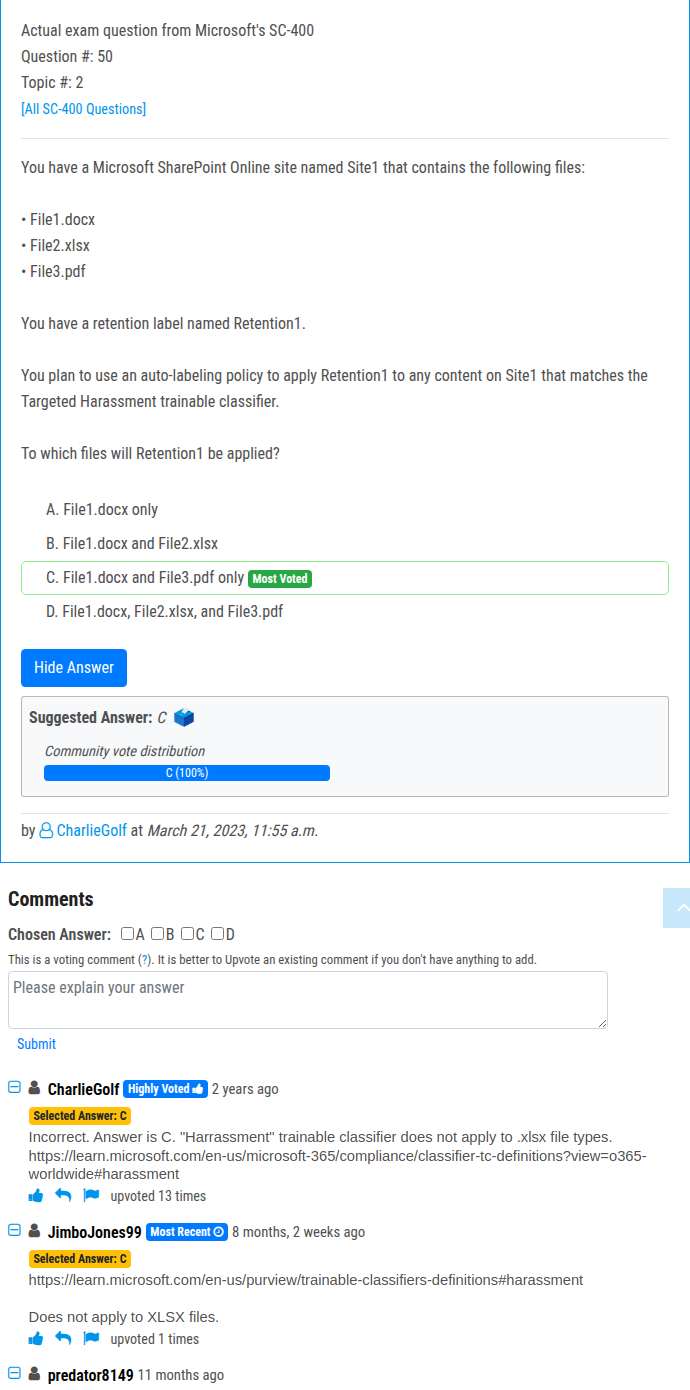 Actual exam question from Microsoft's SC-400
Question #: 50
Topic #: 2
[All SC-400 Questions]
You have a Microsoft SharePoint Online site named Site1 that contains the following files:
• File1.docx
• File2.xlsx
• File3.pdf
You have a retention label named Retention1.
You plan to use an auto-labeling policy to apply Retention1 to any content on Site1 that matches the
Targeted Harassment trainable classifier.
To which files will Retention1 be applied?
A. File1.docx only
B. File1.docx and File2.xlsx
C. File1.docx and File3.pdf only Most Voted
D. File1.docx, File2.xlsx, and File3.pdf
Hide Answer
Suggested Answer: C
Community vote distribution
C (100%)
by CharlieGolf at March 21, 2023, 11:55 a.m.
Comments
Chosen Answer: A B C D
This is a voting comment (?). It is better to Upvote an existing comment if you don't have anything to add.
Please explain your answer
Submit
CharlieGolf Highly Voted 2 years ago
Selected Answer: C
Incorrect. Answer is C. "Harrassment" trainable classifier does not apply to .xlsx file types.
https://learn.microsoft.com/en-us/microsoft-365/compliance/classifier-tc-definitions?view=o365-
worldwide#harassment
upvoted 13 times
JimboJones99 Most Recent 8 months, 2 weeks ago
Selected Answer: C
https://learn.microsoft.com/en-us/purview/trainable-classifiers-definitions#harassment
Does not apply to XLSX files.
upvoted 1 times
predator8149 11 months ago